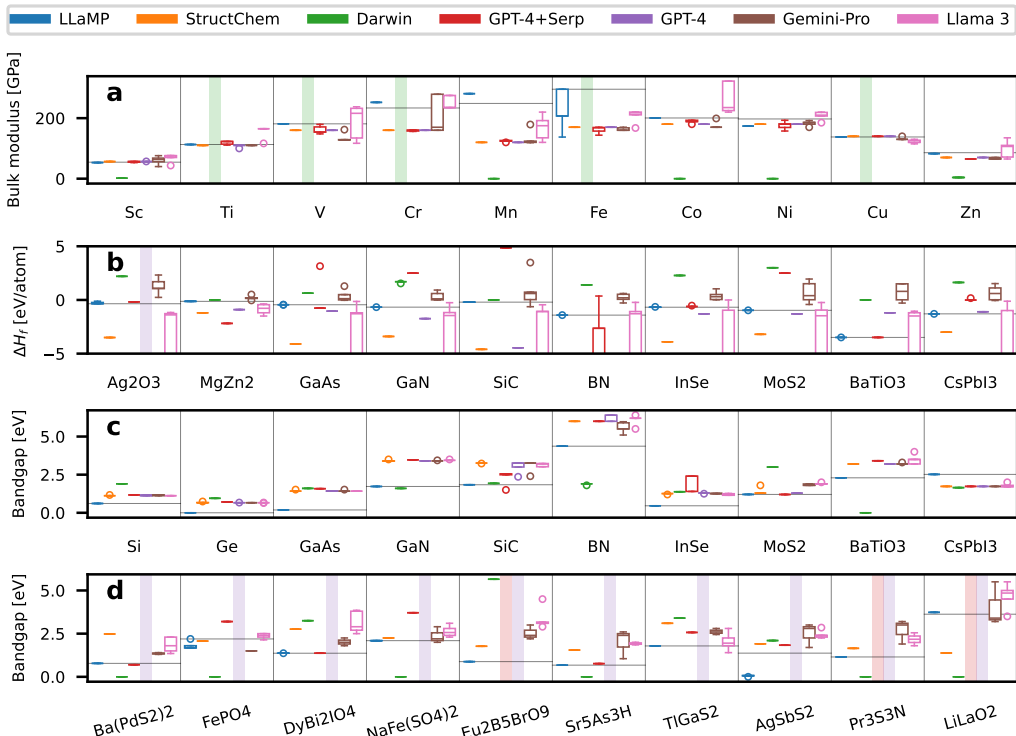 LLaMP StructChem Darwin GPT-4+Serp GPT-4 Gemini-Pro Llama 3
a
Bulk modulus [GPa]
200
0
Sc Ti V Cr Mn Fe Co Ni Cu Zn
b
ΔHf [eV/atom]
5
0
−5
Ag2O3 MgZn2 GaAs GaN SiC BN InSe MoS2 BaTiO3 CsPbI3
c
Bandgap [eV]
5.0
2.5
0.0
Si Ge GaAs GaN SiC BN InSe MoS2 BaTiO3 CsPbI3
d
Bandgap [eV]
5.0
2.5
0.0
Ba(PdS2)2 FePO4 DyBi2IO4 NaFe(SO4)2 Eu2B5BrO9 Sr5As3H TlGaS2 AgSbS2 Pr3S3N LiLaO2